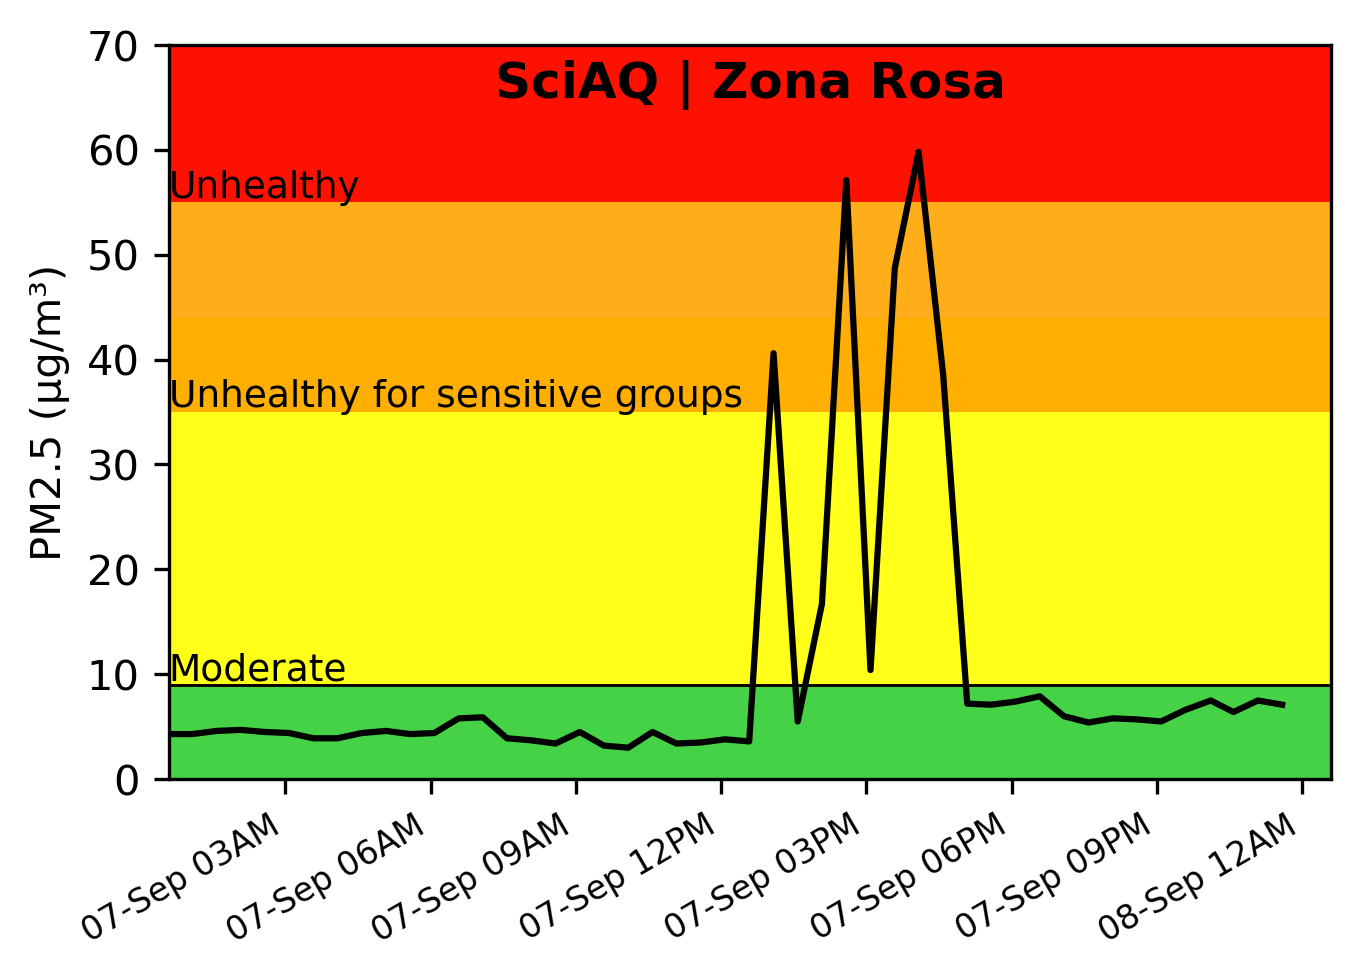 SciAQ | Zona Rosa
PM2.5 (µg/m³)
70
60
50
40
30
20
10
0
Unhealthy
Unhealthy for sensitive groups
Moderate
07-Sep 03AM
07-Sep 06AM
07-Sep 09AM
07-Sep 12PM
07-Sep 03PM
07-Sep 06PM
07-Sep 09PM
08-Sep 12AM